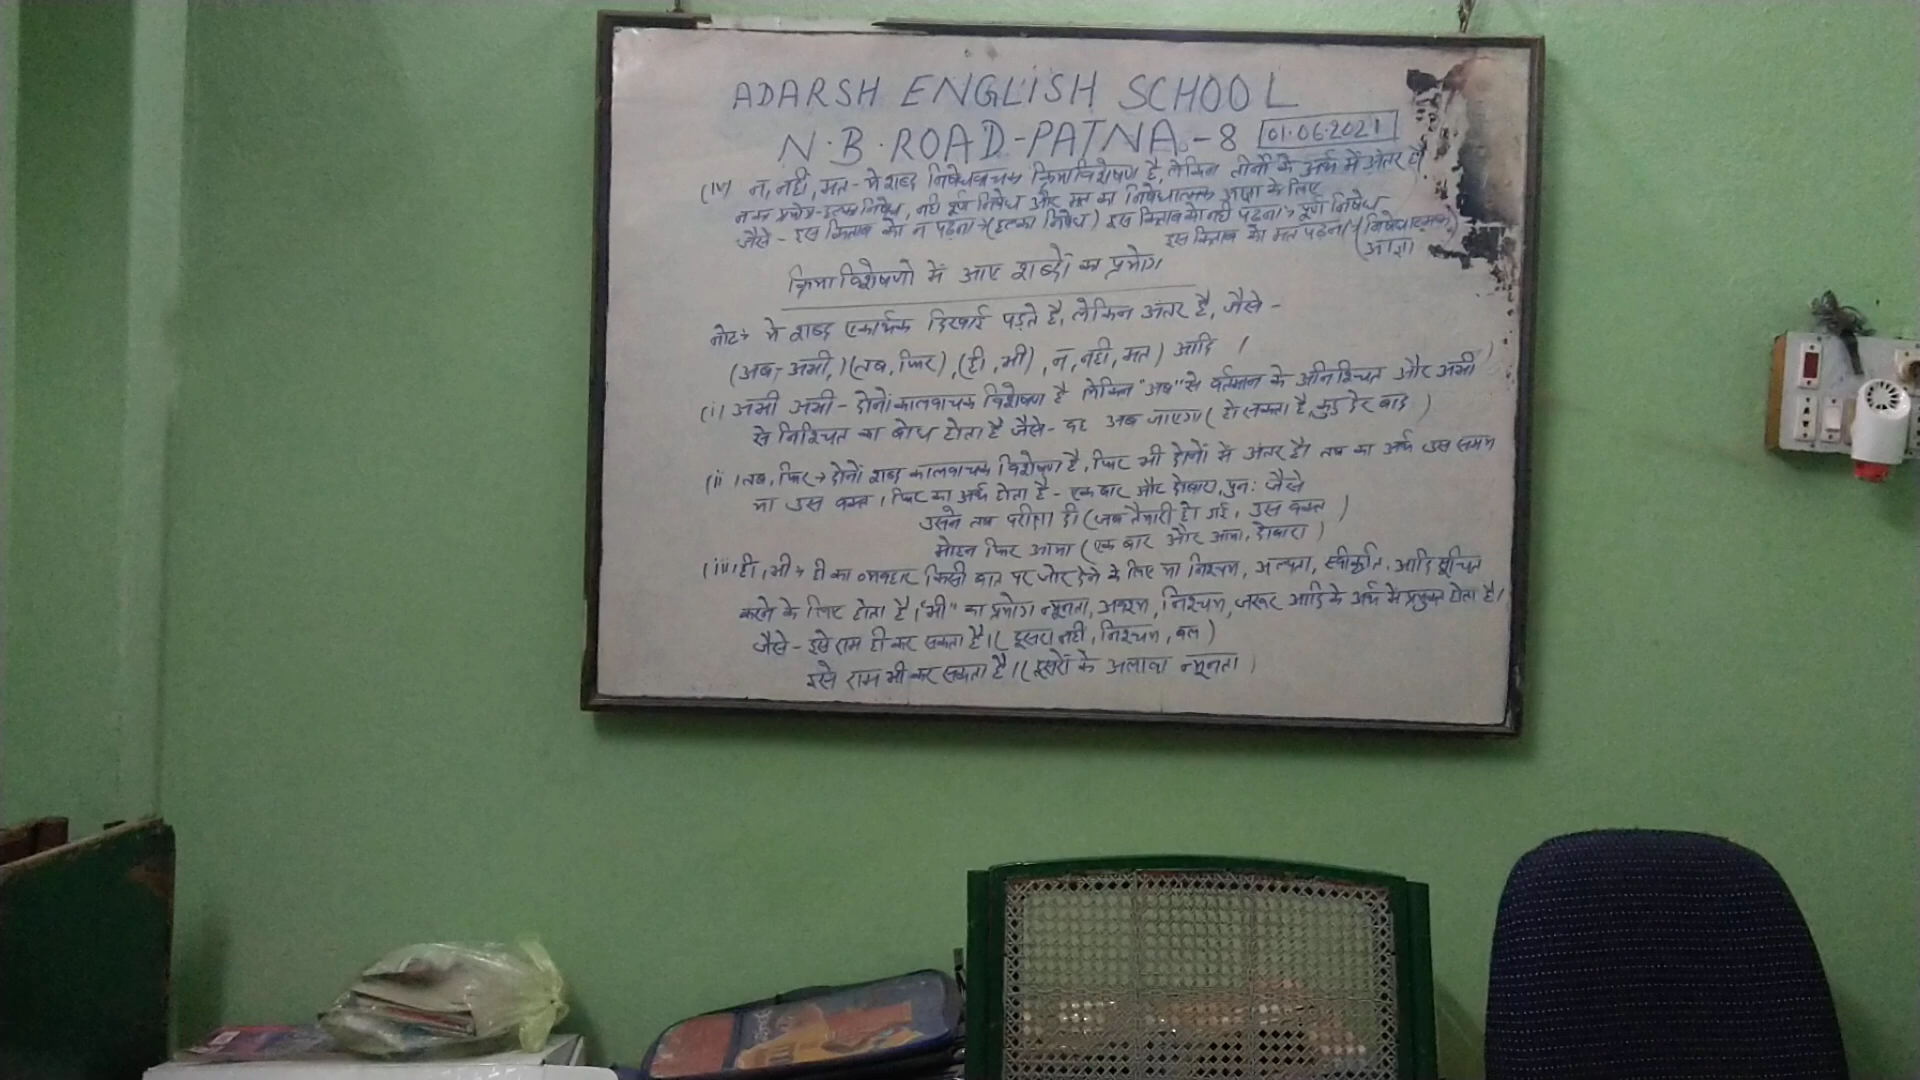 ADARSH ENGLISH SCHOOL
N.B.ROAD-PATNA-8 01.06.2021
(iv) न, नहीं, मत - ये शब्द निषेधवाचक क्रियाविशेषण है, लेकिन तीनों के अर्थ में अंतर है।
न का प्रयोग-हल्का निषेध, नहीं पूर्ण निषेध और मत का निषेधात्मक आज्ञा के लिए
जैसे - इस किताब को न पढ़ना → (हल्का निषेध) इस किताब को नहीं पढ़ना → पूर्ण निषेध
इस किताब को मत पढ़ना → (निषेधात्मक)
(आज्ञा
क्रियाविशेषणों में आए शब्दों का प्रयोग
नोट → ये शब्द एकार्थक दिखाई पड़ते है, लेकिन अंतर है, जैसे -
(अब, अभी,) (तब, फिर), (ही, भी), न, नहीं, मत) आदि ।
(i) अभी अभी - दोनों कालवाचक विशेषण है लेकिन "अब" से वर्तमान के अनिश्चित और अभी
से निश्चित का बोध होता है जैसे - वह अब जाएगा ( हो सकता है, कुछ देर बाद )
(ii) तब, फिर → दोनों शब्द कालवाचक विशेषण है, फिर भी दोनों में अंतर है। तब का अर्थ उस समय
या उस वक्त । फिर का अर्थ होता है - एक बार और दोबारा, पुनः जैसे
उसने तब परीक्षा दी ( जब तैयारी हो गई, उस वक्त )
मोहन फिर आया ( एक बार और आया, दोबारा )
(iii) ही, भी → ही का व्यवहार किसी बात पर जोर देने के लिए या निश्चय, अल्पता, स्वीकृति, आदि सूचित
करने के लिए होता है। "भी" का प्रयोग न्यूनता, अवश्य, निश्चय, जरूर आदि के अर्थ में प्रयुक्त होता है।
जैसे - इसे राम ही कर सकता है। ( दूसरा नहीं, निश्चय, बल )
इसे राम भी कर सकता है। ( दूसरों के अलावा न्यूनता )